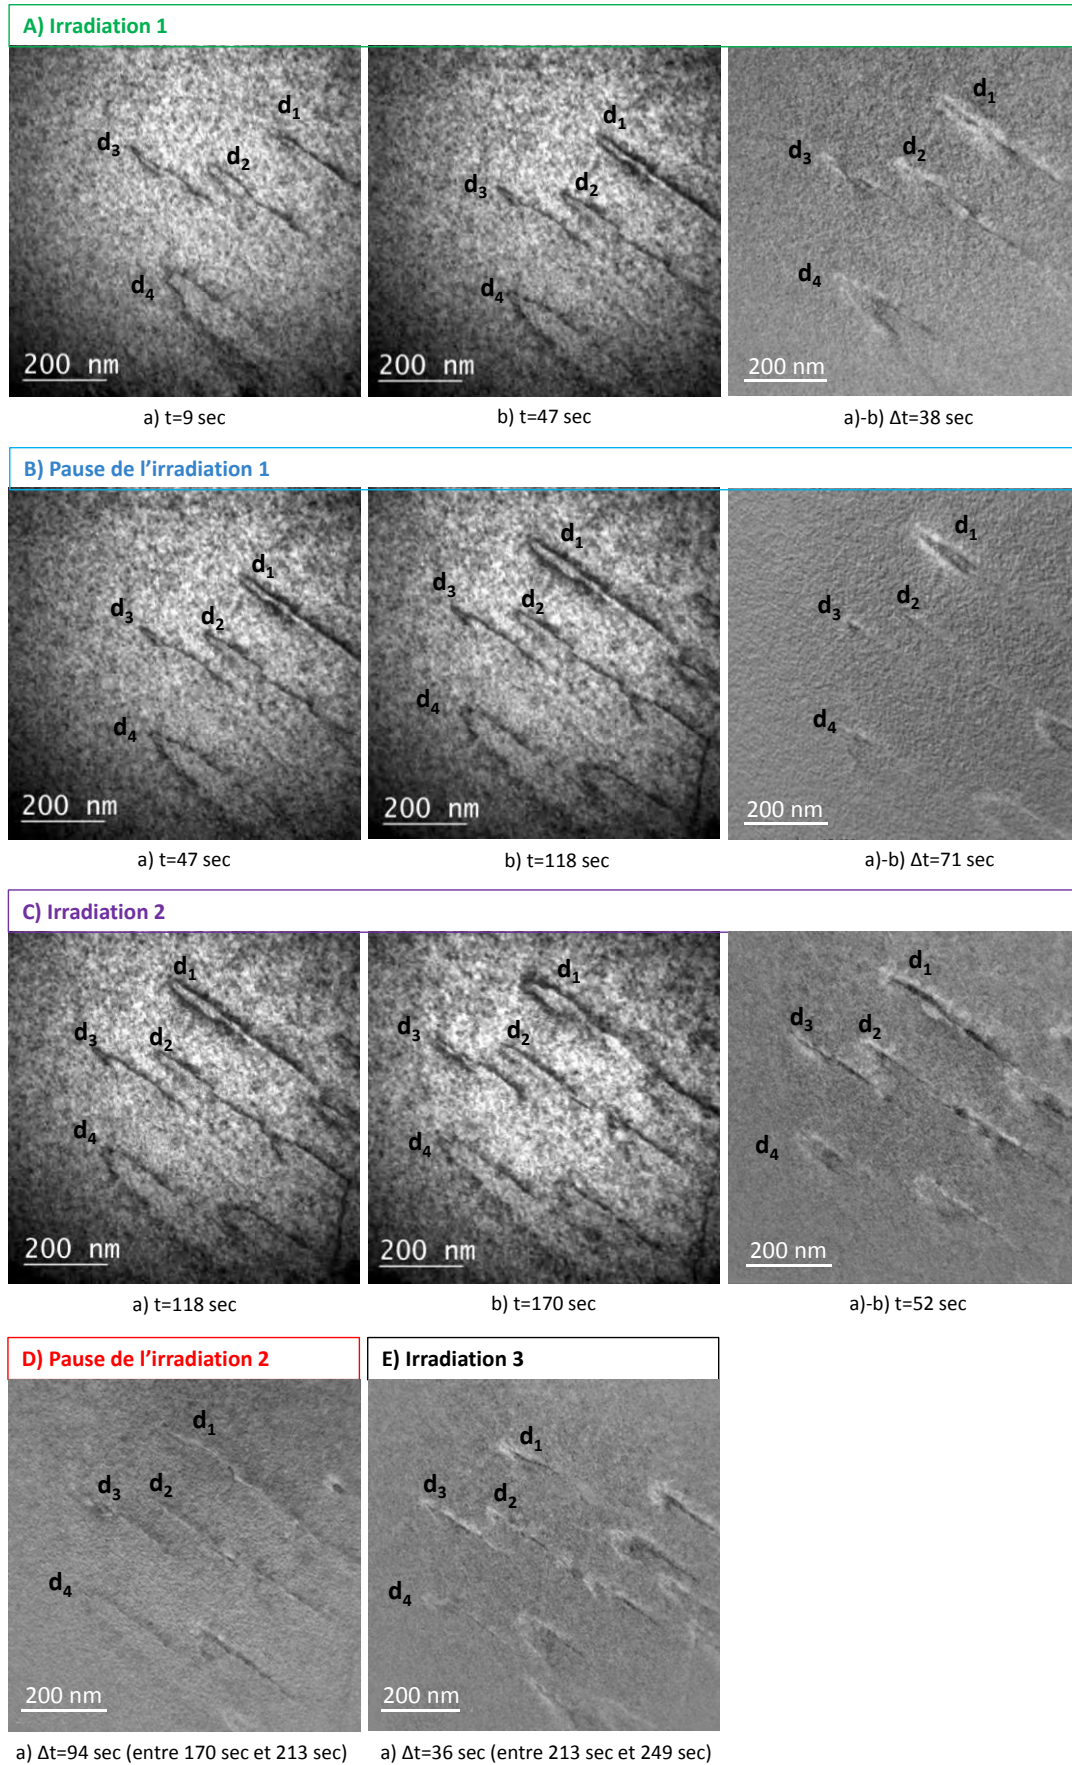 A) Irradiation 1
d1
d3
d2
d4
200 nm
d1
d3
d2
d4
200 nm
d1
d3
d2
d4
200 nm
a) t=9 sec
b) t=47 sec
a)-b) Δt=38 sec
B) Pause de l'irradiation 1
d1
d3
d2
d4
200 nm
d1
d3
d2
d4
200 nm
d1
d2
d3
d4
200 nm
a) t=47 sec
b) t=118 sec
a)-b) Δt=71 sec
C) Irradiation 2
d1
d3
d2
d4
200 nm
d1
d3
d2
d4
200 nm
d1
d3
d2
d4
200 nm
a) t=118 sec
b) t=170 sec
a)-b) t=52 sec
D) Pause de l'irradiation 2
E) Irradiation 3
d1
d3
d2
d4
200 nm
d1
d3
d2
d4
200 nm
a) Δt=94 sec (entre 170 sec et 213 sec)
a) Δt=36 sec (entre 213 sec et 249 sec)